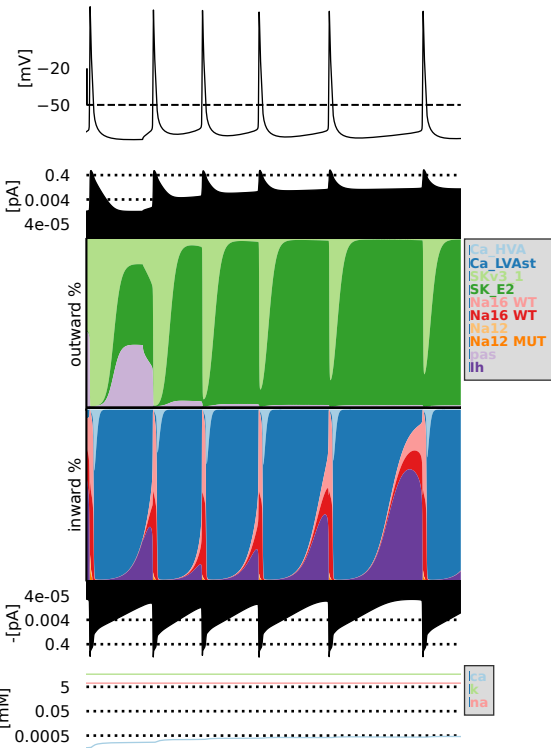 [mV]
−20
−50
[pA]
0.4
0.004
4e-05
outward %
Ca_HVA
Ca_LVAst
SKv3_1
SK_E2
Na16 WT
Na16 WT
Na12
Na12 MUT
pas
Ih
inward %
-[pA]
4e-05
0.004
0.4
[mM]
5
0.05
0.0005
ca
k
na